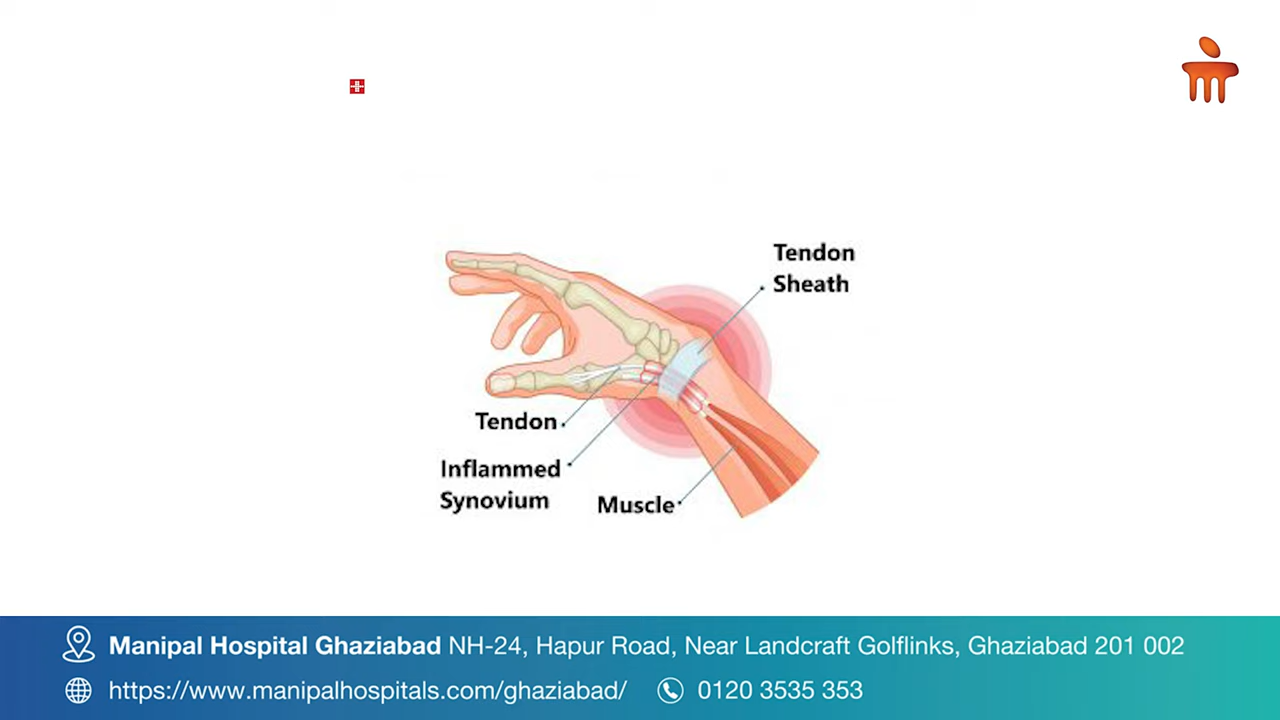 Tendon
Sheath
Tendon
Inflammed
Synovium
Muscle
Manipal Hospital Ghaziabad NH-24, Hapur Road, Near Landcraft Golflinks, Ghaziabad 201 002
https://www.manipalhospitals.com/ghaziabad/ 0120 3535 353